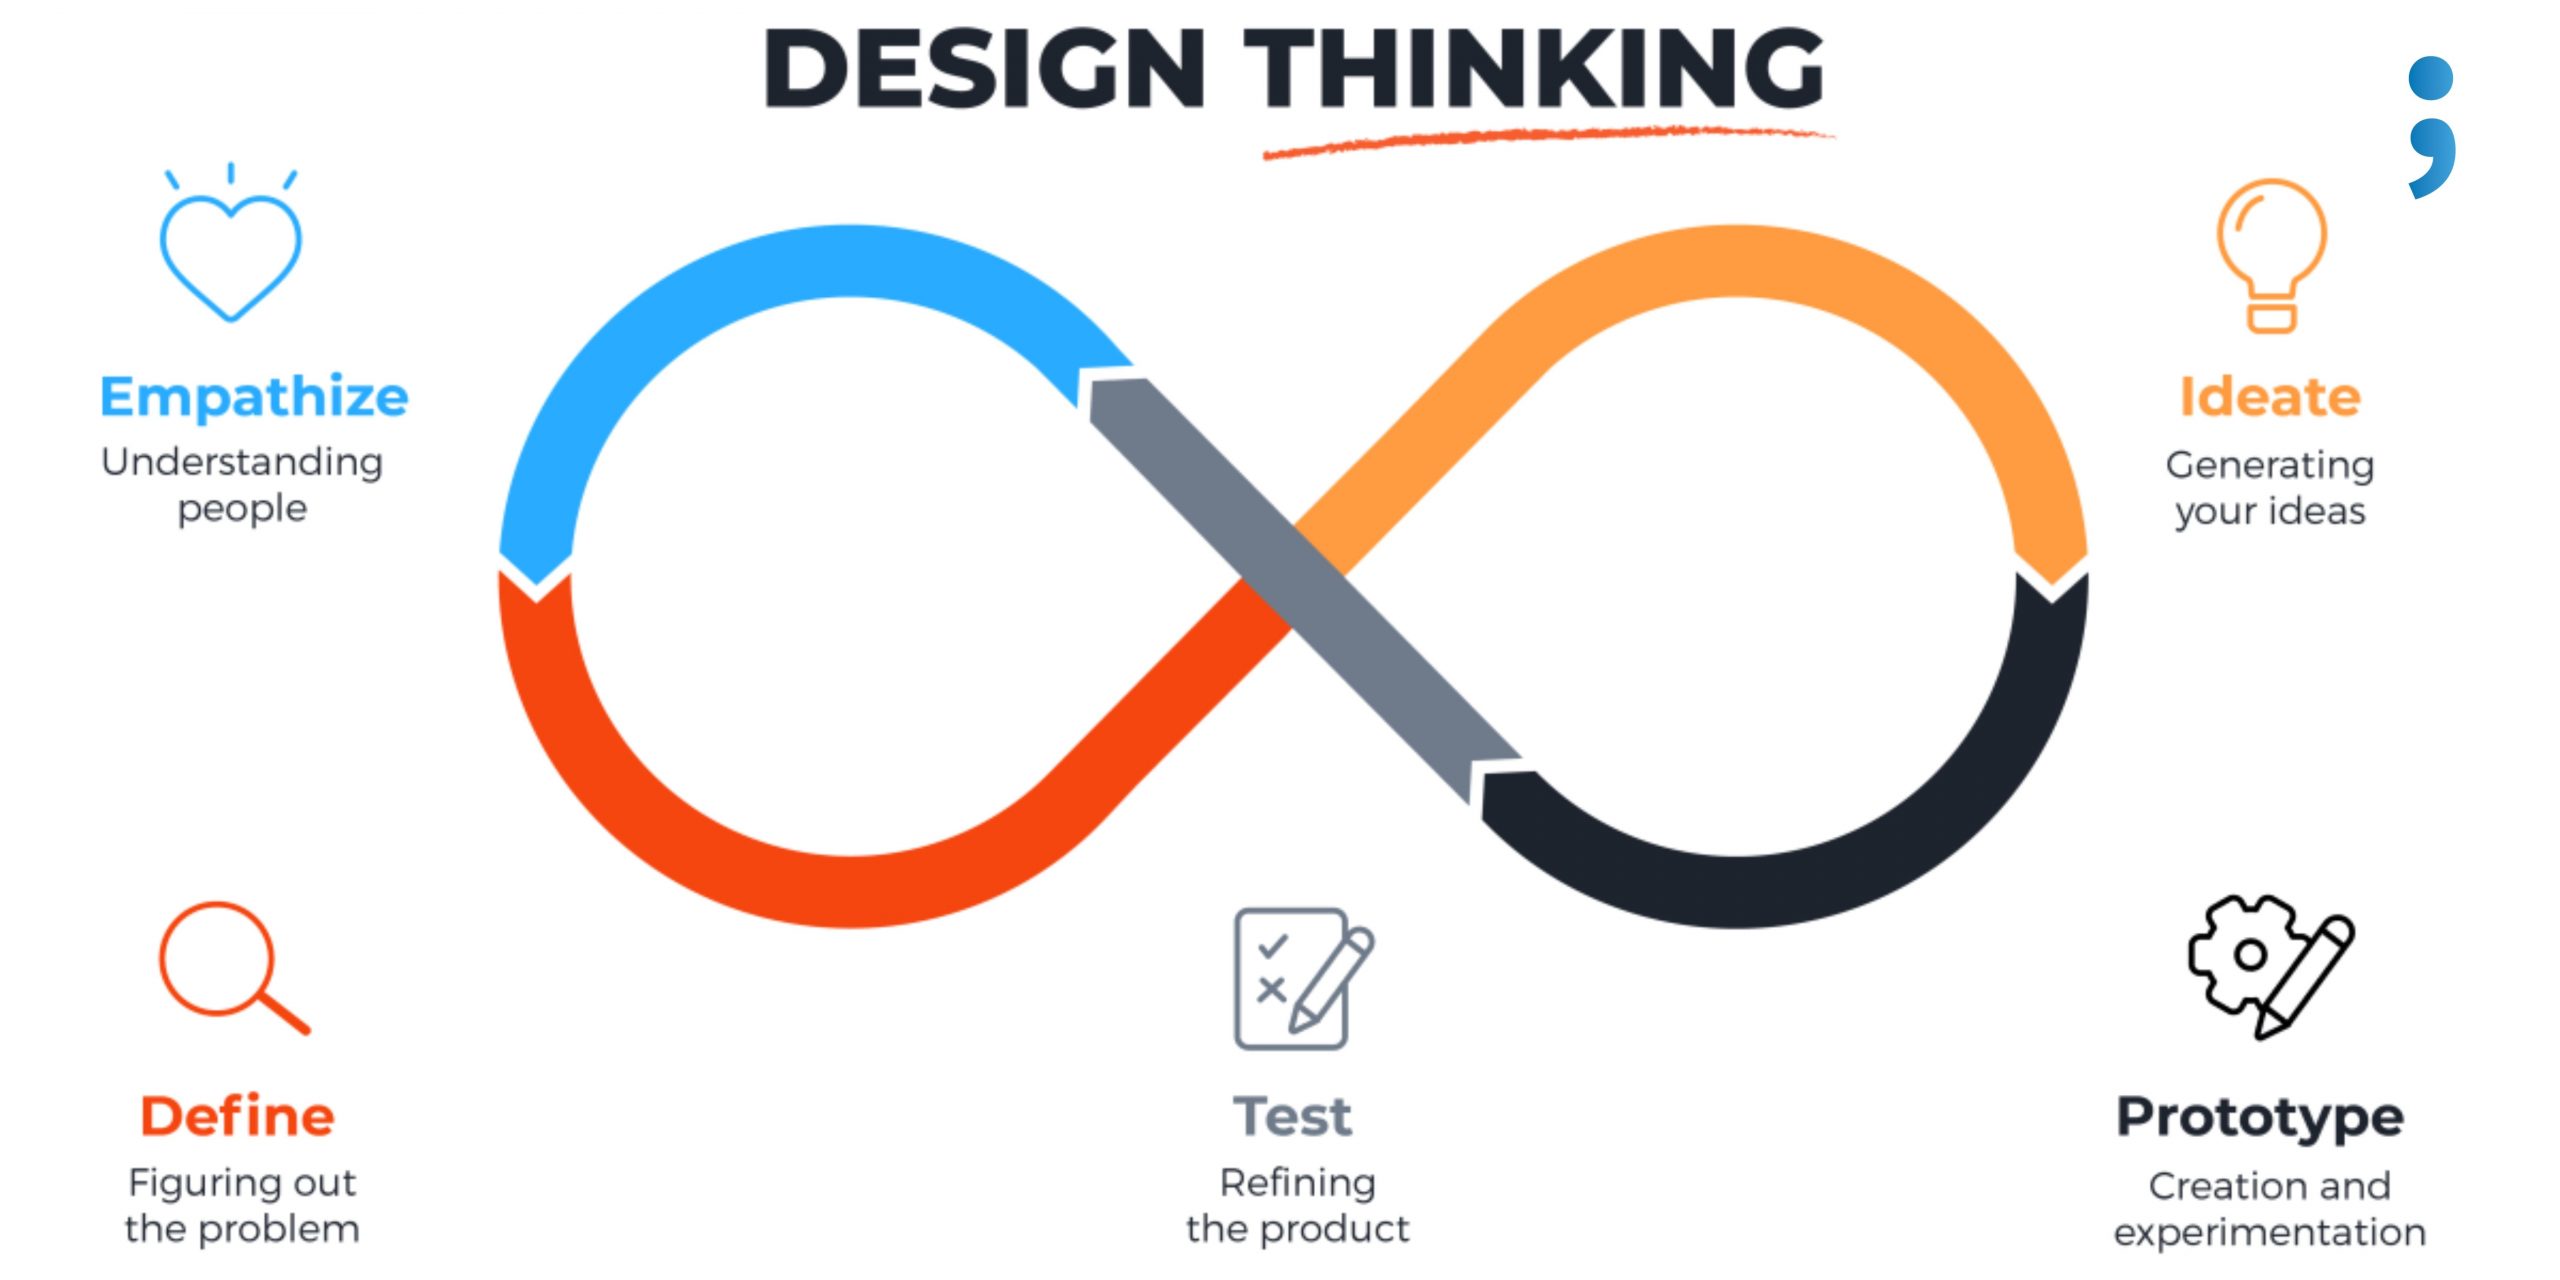 DESIGN THINKING
;
Empathize
Understanding
people
Ideate
Generating
your ideas
Define
Figuring out
the problem
Test
Refining
the product
Prototype
Creation and
experimentation